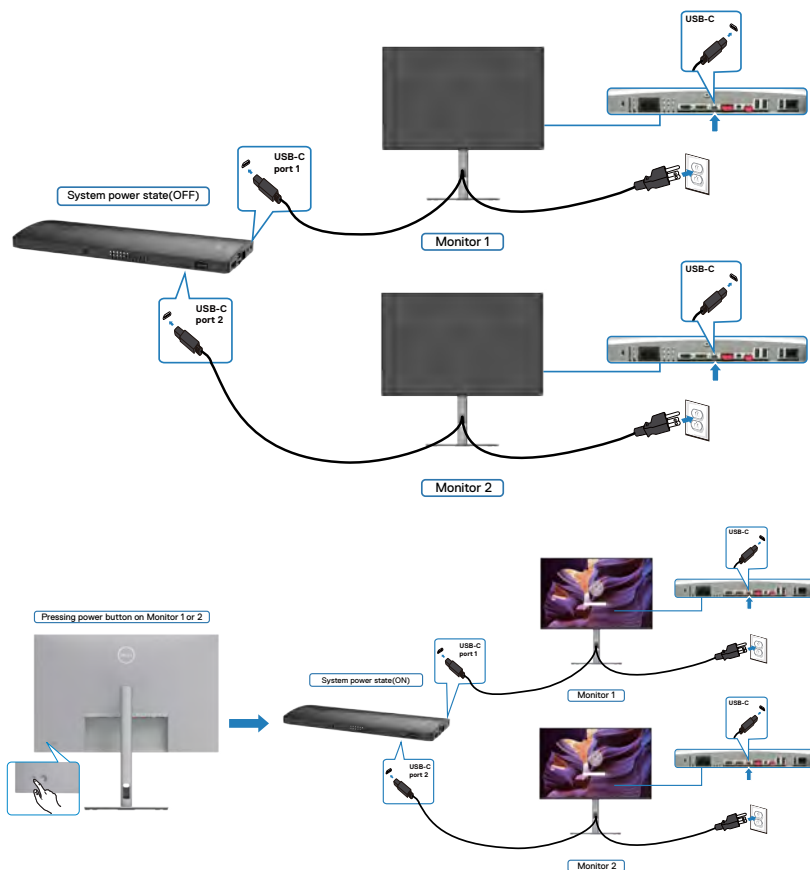 USB-C
USB-C
port 1
System power state(OFF)
Monitor 1
USB-C
USB-C
port 2
Monitor 2
USB-C
Pressing power button on Monitor 1 or 2
DELL
USB-C
port 1
System power state(ON)
Monitor 1
USB-C
USB-C
port 2
Monitor 2